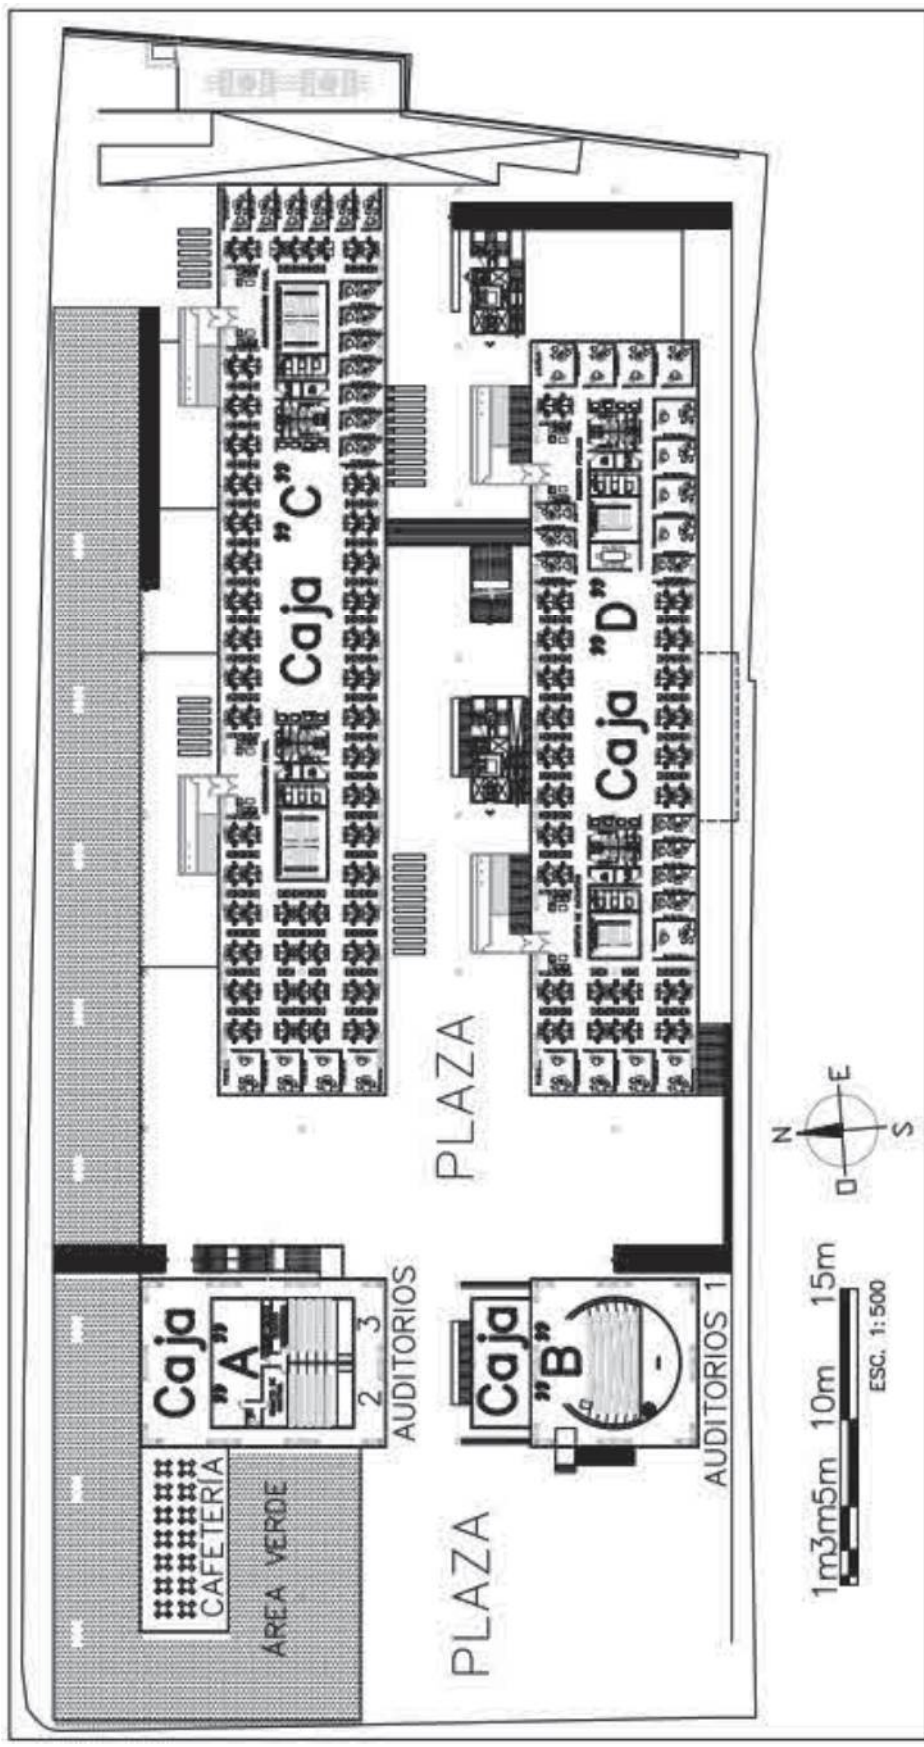 CAFETERÍA
ÁREA VERDE
Caja
"A"
2 3
AUDITORIOS
Caja "C"
PLAZA
PLAZA
Caja
"B"
AUDITORIOS 1
Caja "D"
1m3m5m 10m 15m
ESC. 1:500
N
E
S
O